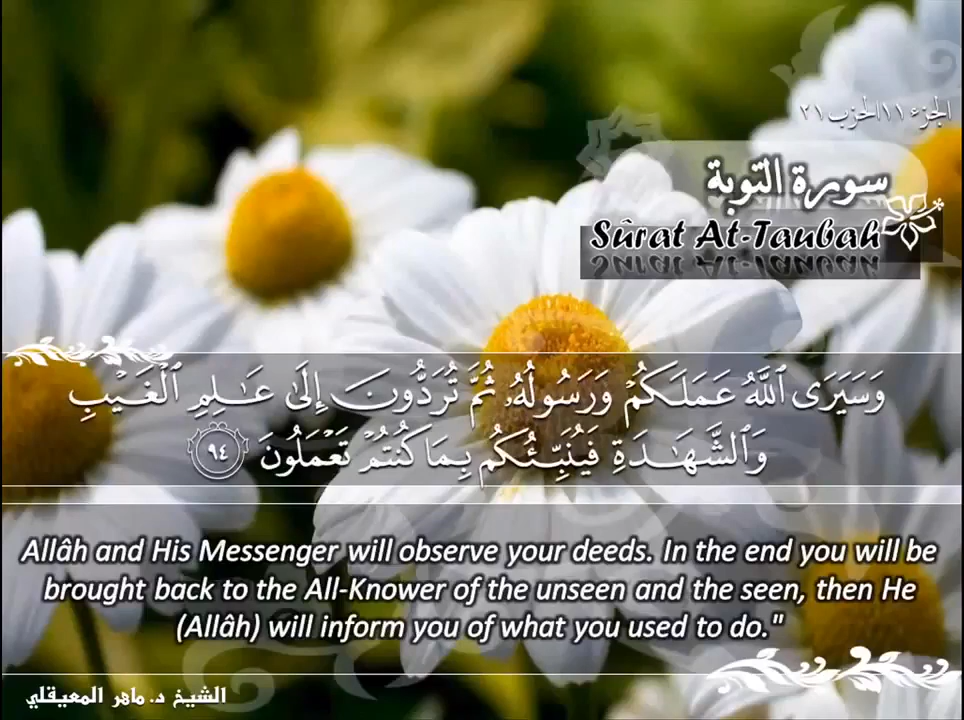 الجزء ١١ الحزب ٢١
سورة التوبة
Sûrat At-Taubah
وَسَيَرَى ٱللَّهُ عَمَلَكُمْ وَرَسُولُهُۥ ثُمَّ تُرَدُّونَ إِلَىٰ عَـٰلِمِ ٱلْغَيْبِ
وَٱلشَّهَـٰدَةِ فَيُنَبِّئُكُم بِمَا كُنتُمْ تَعْمَلُونَ ٩٤
Allâh and His Messenger will observe your deeds. In the end you will be
brought back to the All-Knower of the unseen and the seen, then He
(Allâh) will inform you of what you used to do."
الشيخ د. ماهر المعيقلي